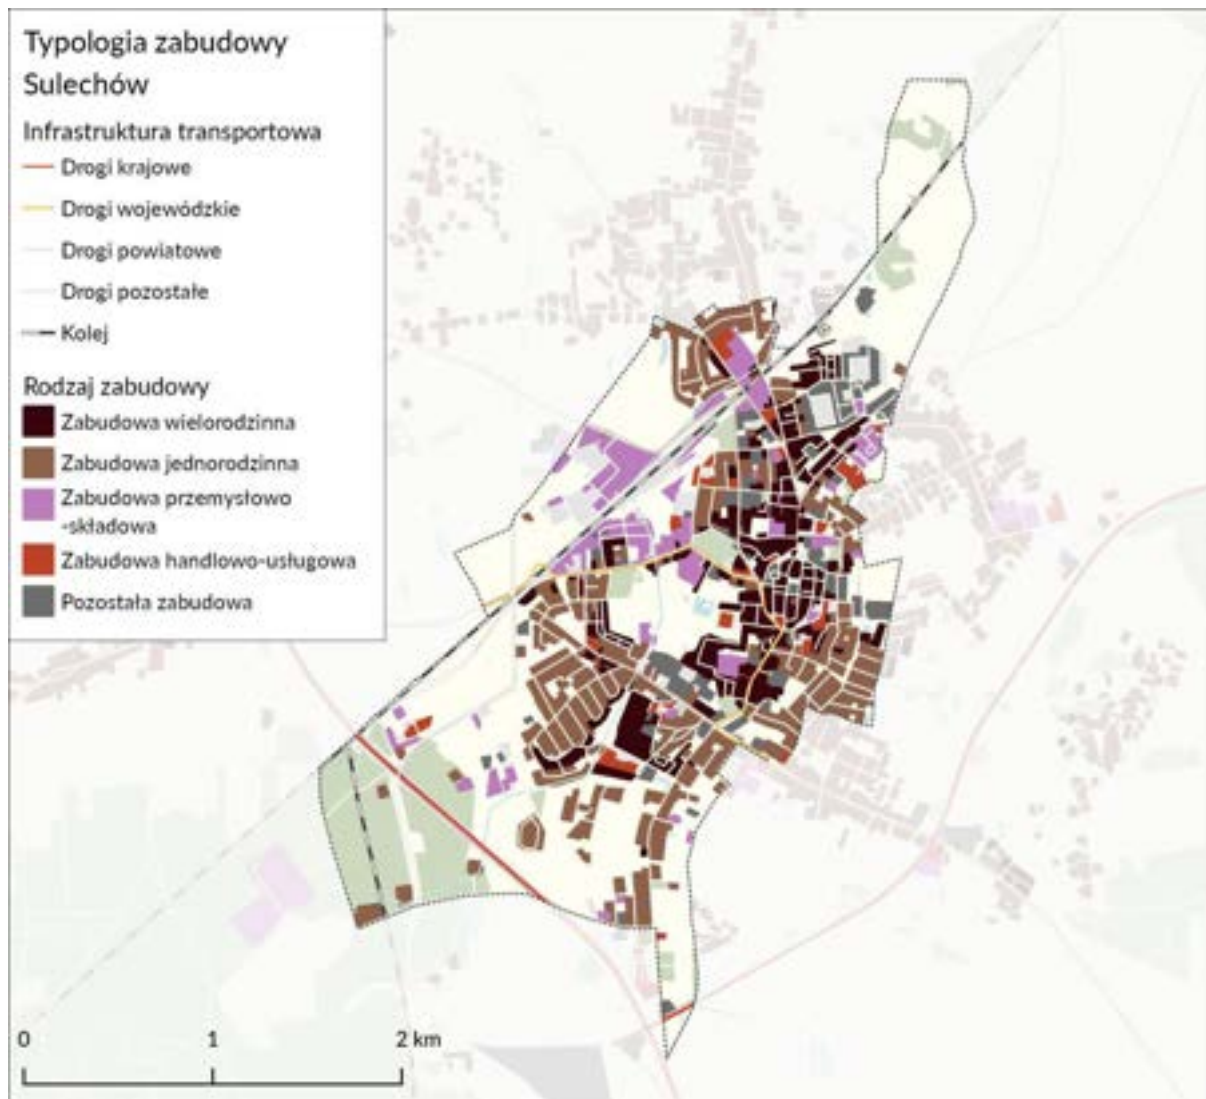 Typologia zabudowy
Sulechów
Infrastruktura transportowa
Drogi krajowe
Drogi wojewódzkie
Drogi powiatowe
Drogi pozostałe
Kolej
Rodzaj zabudowy
Zabudowa wielorodzinna
Zabudowa jednorodzinna
Zabudowa przemysłowo
-składowa
Zabudowa handlowo-usługowa
Pozostała zabudowa
0 1 2 km